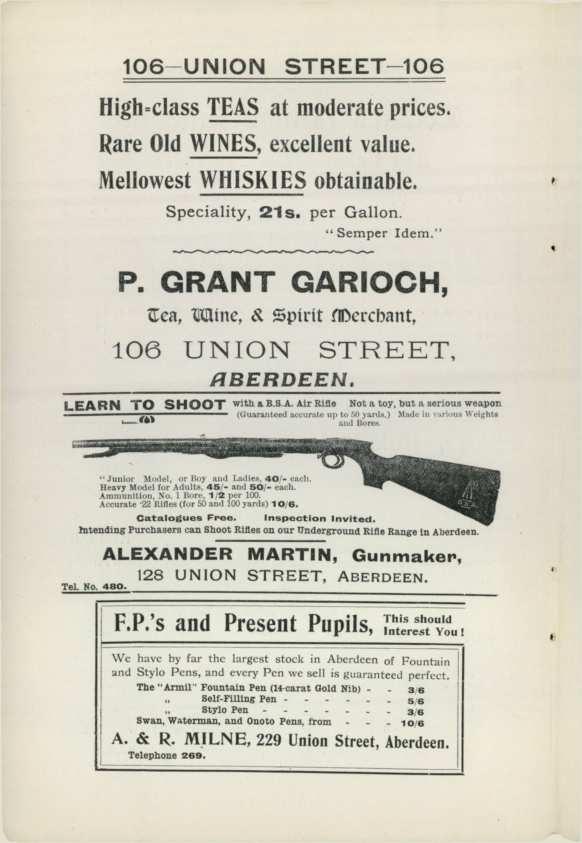 106—UNION STREET—106
High-class TEAS at moderate prices.
Rare Old WINES, excellent value.
Mellowest WHISKIES obtainable.
Speciality, 21s. per Gallon.
"Semper Idem."
P. GRANT GARIOCH,
Tea, Wine, & Spirit Merchant,
106 UNION STREET,
ABERDEEN.
LEARN TO SHOOT with a B.S.A. Air Rifle Not a toy, but a serious weapon
(Guaranteed accurate up to 50 yards.) Made in various Weights
and Bores.
"Junior Model, or Boy and Ladies, 40/- each.
Heavy Model for Adults, 45/- and 50/- each.
Ammunition, No. 1 Bore, 1/2 per 100.
Accurate ·22 Rifles (for 50 and 100 yards) 10/6.
Catalogues Free. Inspection Invited.
Intending Purchasers can Shoot Rifles on our Underground Rifle Range in Aberdeen.
ALEXANDER MARTIN, Gunmaker,
128 UNION STREET, ABERDEEN.
Tel. No. 480.
F.P.'s and Present Pupils, This should
Interest You!
We have by far the largest stock in Aberdeen of Fountain
and Stylo Pens, and every Pen we sell is guaranteed perfect.
The "Armil" Fountain Pen (14-carat Gold Nib) - - 3/6
„ Self-Filling Pen - - - - - - 5/6
„ Stylo Pen - - - - - - - 3/6
Swan, Waterman, and Onoto Pens, from - - - 10/6
A. & R. MILNE, 229 Union Street, Aberdeen.
Telephone 269.